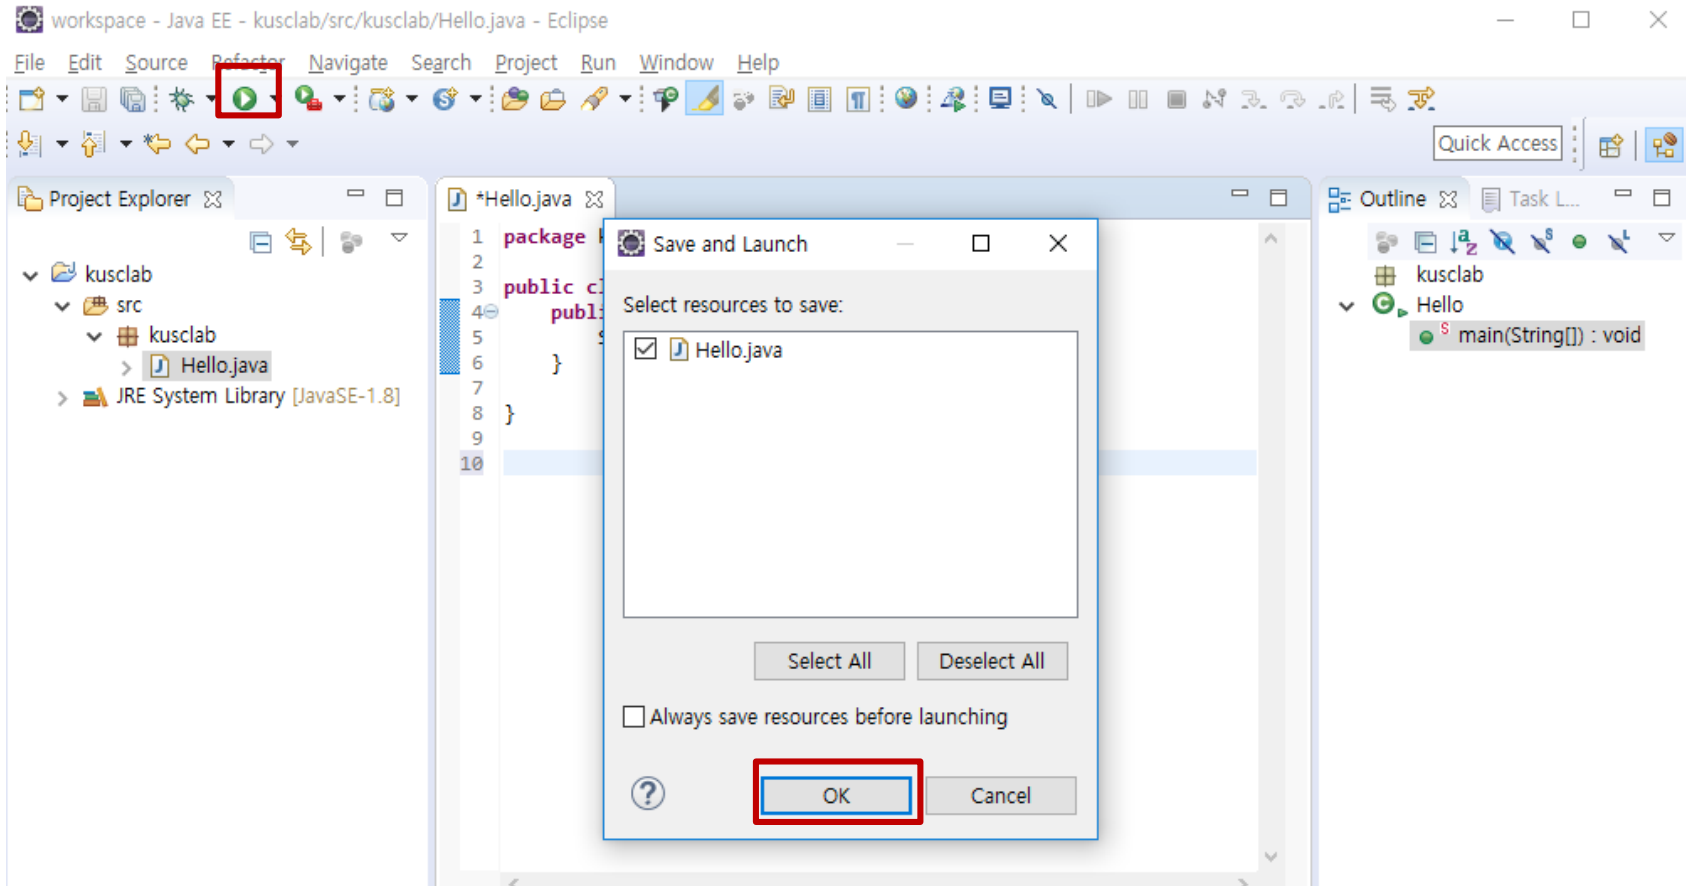 workspace - Java EE - kusclab/src/kusclab/Hello.java - Eclipse
File Edit Source Refactor Navigate Search Project Run Window Help
Quick Access
Project Explorer
*Hello.java
Outline
Task L...
kusclab
src
kusclab
Hello.java
JRE System Library [JavaSE-1.8]
1 package
2
3 public cl
4 publi
5
6 }
7
8 }
9
10
Save and Launch
Select resources to save:
Hello.java
Select All Deselect All
Always save resources before launching
OK Cancel
kusclab
Hello
main(String[]) : void